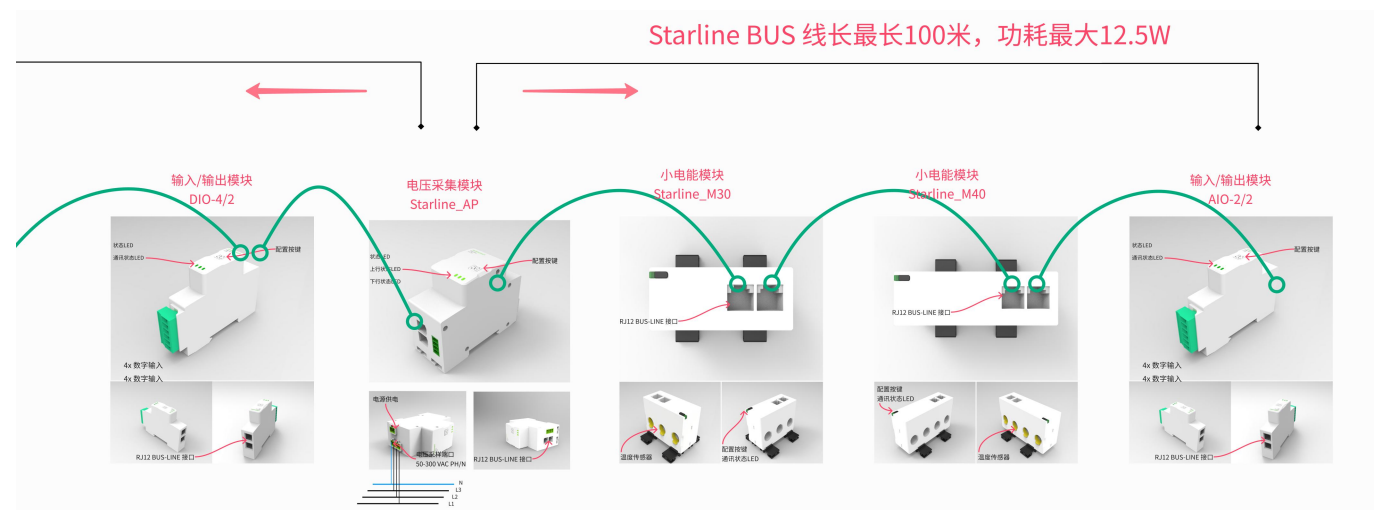 Starline BUS 线长最长100米，功耗最大12.5W
输入/输出模块
DIO-4/2
状态LED
通讯状态LED
配置按键
4x 数字输入
4x 数字输入
RJ12 BUS-LINE 接口
电压采集模块
Starline_AP
状态LED
上行状态LED
下行状态LED
配置按键
电源供电
电压采样端口
50-300 VAC PH/N
RJ12 BUS-LINE 接口
N
L3
L2
L1
小电能模块
Starline_M30
RJ12 BUS-LINE 接口
温度传感器
配置按键
通讯状态LED
小电能模块
Starline_M40
RJ12 BUS-LINE 接口
配置按键
通讯状态LED
温度传感器
输入/输出模块
AIO-2/2
状态LED
通讯状态LED
配置按键
4x 数字输入
4x 数字输入
RJ12 BUS-LINE 接口